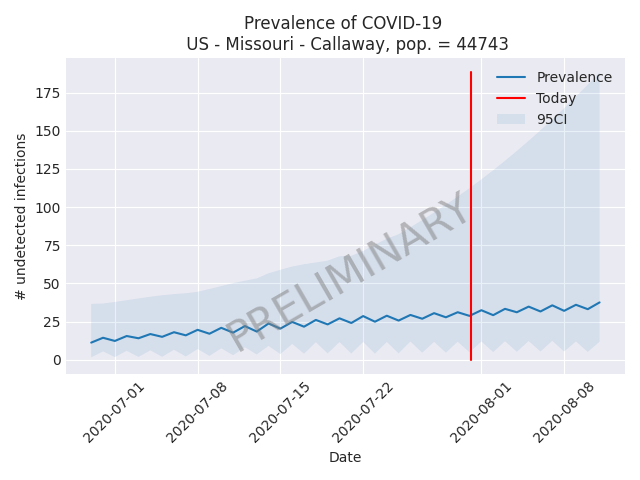 Prevalence of COVID-19
US - Missouri - Callaway, pop. = 44743
Prevalence
Today
95CI
175
150
125
100
75
50
25
0
# undetected infections
PRELIMINARY
2020-07-01
2020-07-08
2020-07-15
2020-07-22
2020-08-01
2020-08-08
Date